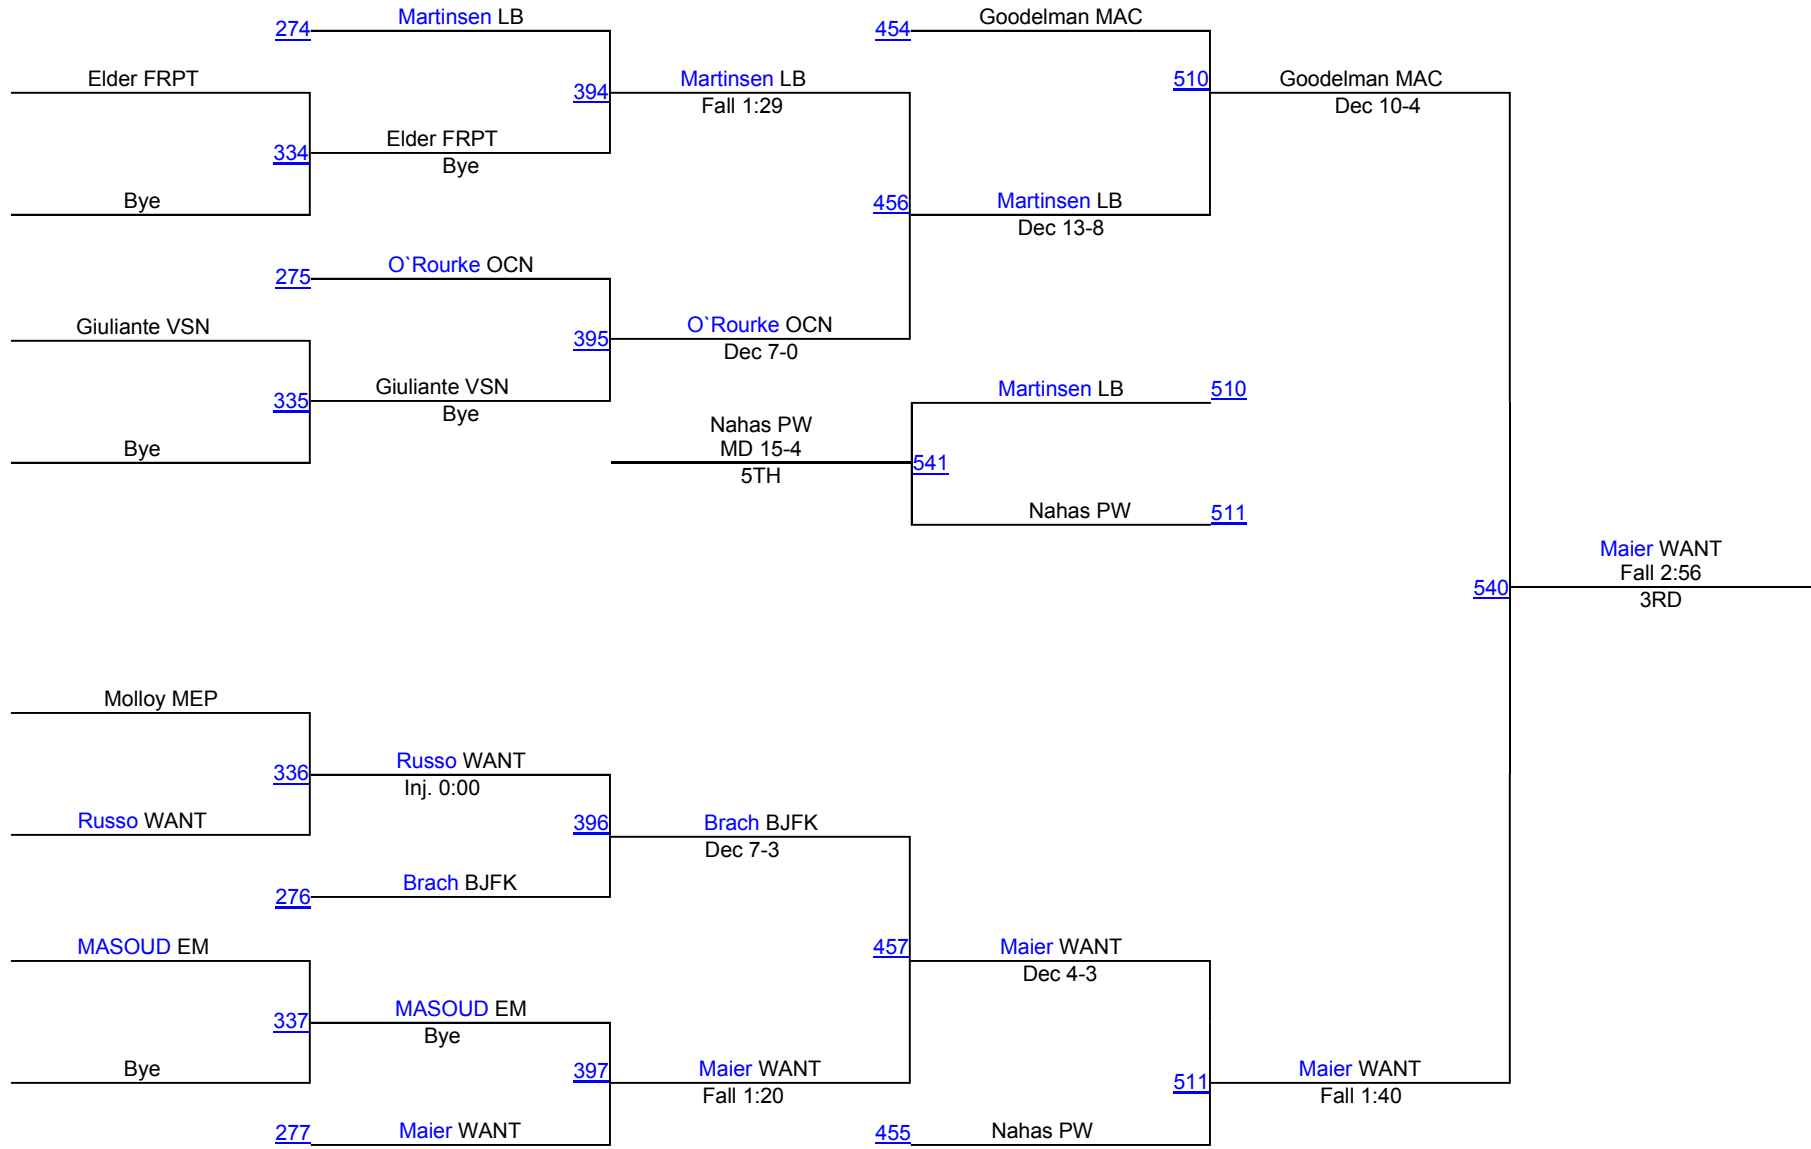 Martinsen LB
274
Goodelman MAC
454
Elder FRPT
394
Martinsen LB
Fall 1:29
510
Goodelman MAC
Dec 10-4
334
Elder FRPT
Bye
Bye
456
Martinsen LB
Dec 13-8
275
O`Rourke OCN
Giuliante VSN
395
O`Rourke OCN
Dec 7-0
335
Giuliante VSN
Bye
Bye
Martinsen LB
510
Nahas PW
MD 15-4
5TH
541
Nahas PW
511
Maier WANT
Fall 2:56
3RD
540
Molloy MEP
336
Russo WANT
Inj. 0:00
Russo WANT
396
Brach BJFK
Dec 7-3
276
Brach BJFK
MASOUD EM
457
Maier WANT
Dec 4-3
337
MASOUD EM
Bye
Bye
397
Maier WANT
Fall 1:20
511
Maier WANT
Fall 1:40
277
Maier WANT
455
Nahas PW